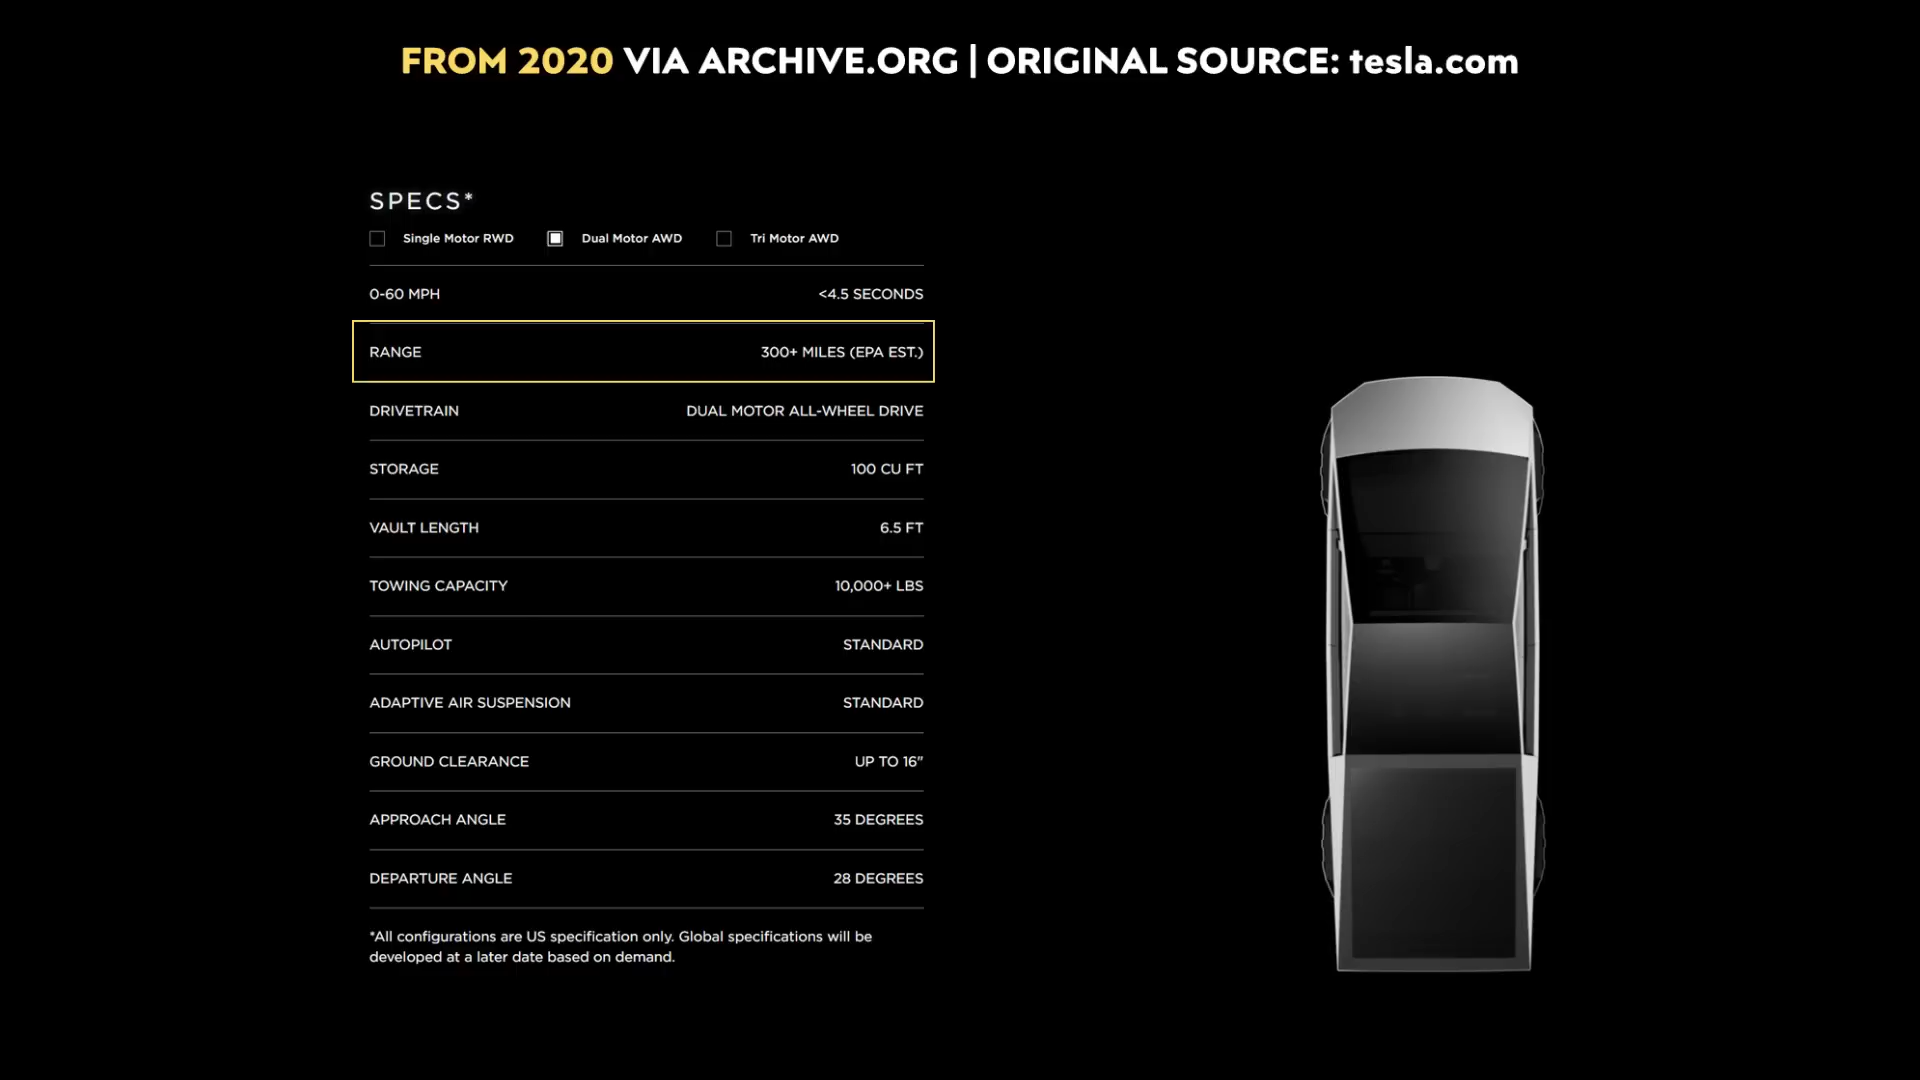 FROM 2020 VIA ARCHIVE.ORG | ORIGINAL SOURCE: tesla.com
SPECS*
Single Motor RWD Dual Motor AWD Tri Motor AWD
0-60 MPH <4.5 SECONDS
RANGE 300+ MILES (EPA EST.)
DRIVETRAIN DUAL MOTOR ALL-WHEEL DRIVE
STORAGE 100 CU FT
VAULT LENGTH 6.5 FT
TOWING CAPACITY 10,000+ LBS
AUTOPILOT STANDARD
ADAPTIVE AIR SUSPENSION STANDARD
GROUND CLEARANCE UP TO 16"
APPROACH ANGLE 35 DEGREES
DEPARTURE ANGLE 28 DEGREES
*All configurations are US specification only. Global specifications will be
developed at a later date based on demand.